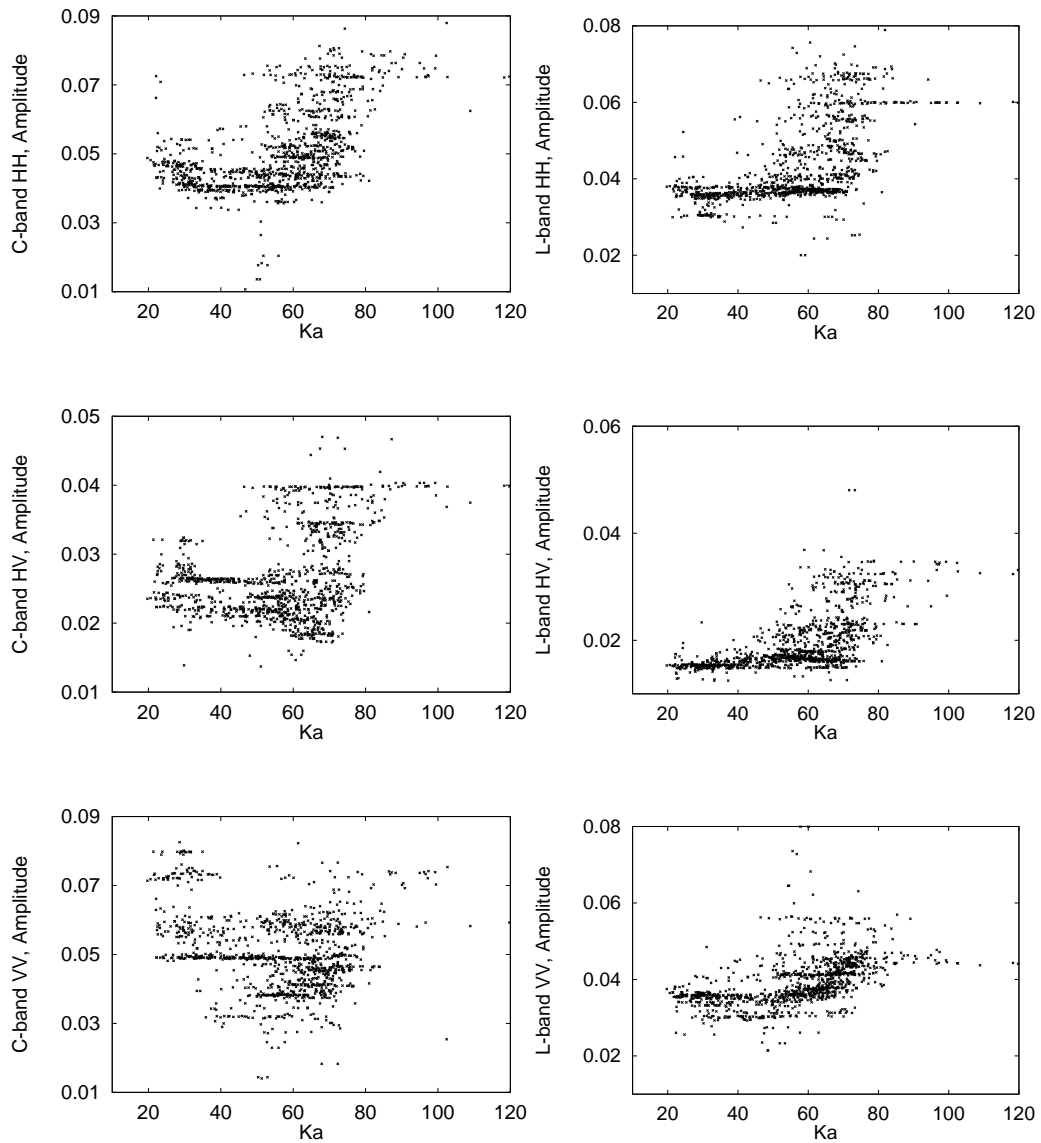 C-band HH, Amplitude
0.09
0.07
0.05
0.03
0.01
20 40 60 80 100 120
Ka
L-band HH, Amplitude
0.08
0.06
0.04
0.02
20 40 60 80 100 120
Ka
C-band HV, Amplitude
0.05
0.04
0.03
0.02
0.01
20 40 60 80 100 120
Ka
L-band HV, Amplitude
0.06
0.04
0.02
20 40 60 80 100 120
Ka
C-band VV, Amplitude
0.09
0.07
0.05
0.03
0.01
20 40 60 80 100 120
Ka
L-band VV, Amplitude
0.08
0.06
0.04
0.02
20 40 60 80 100 120
Ka